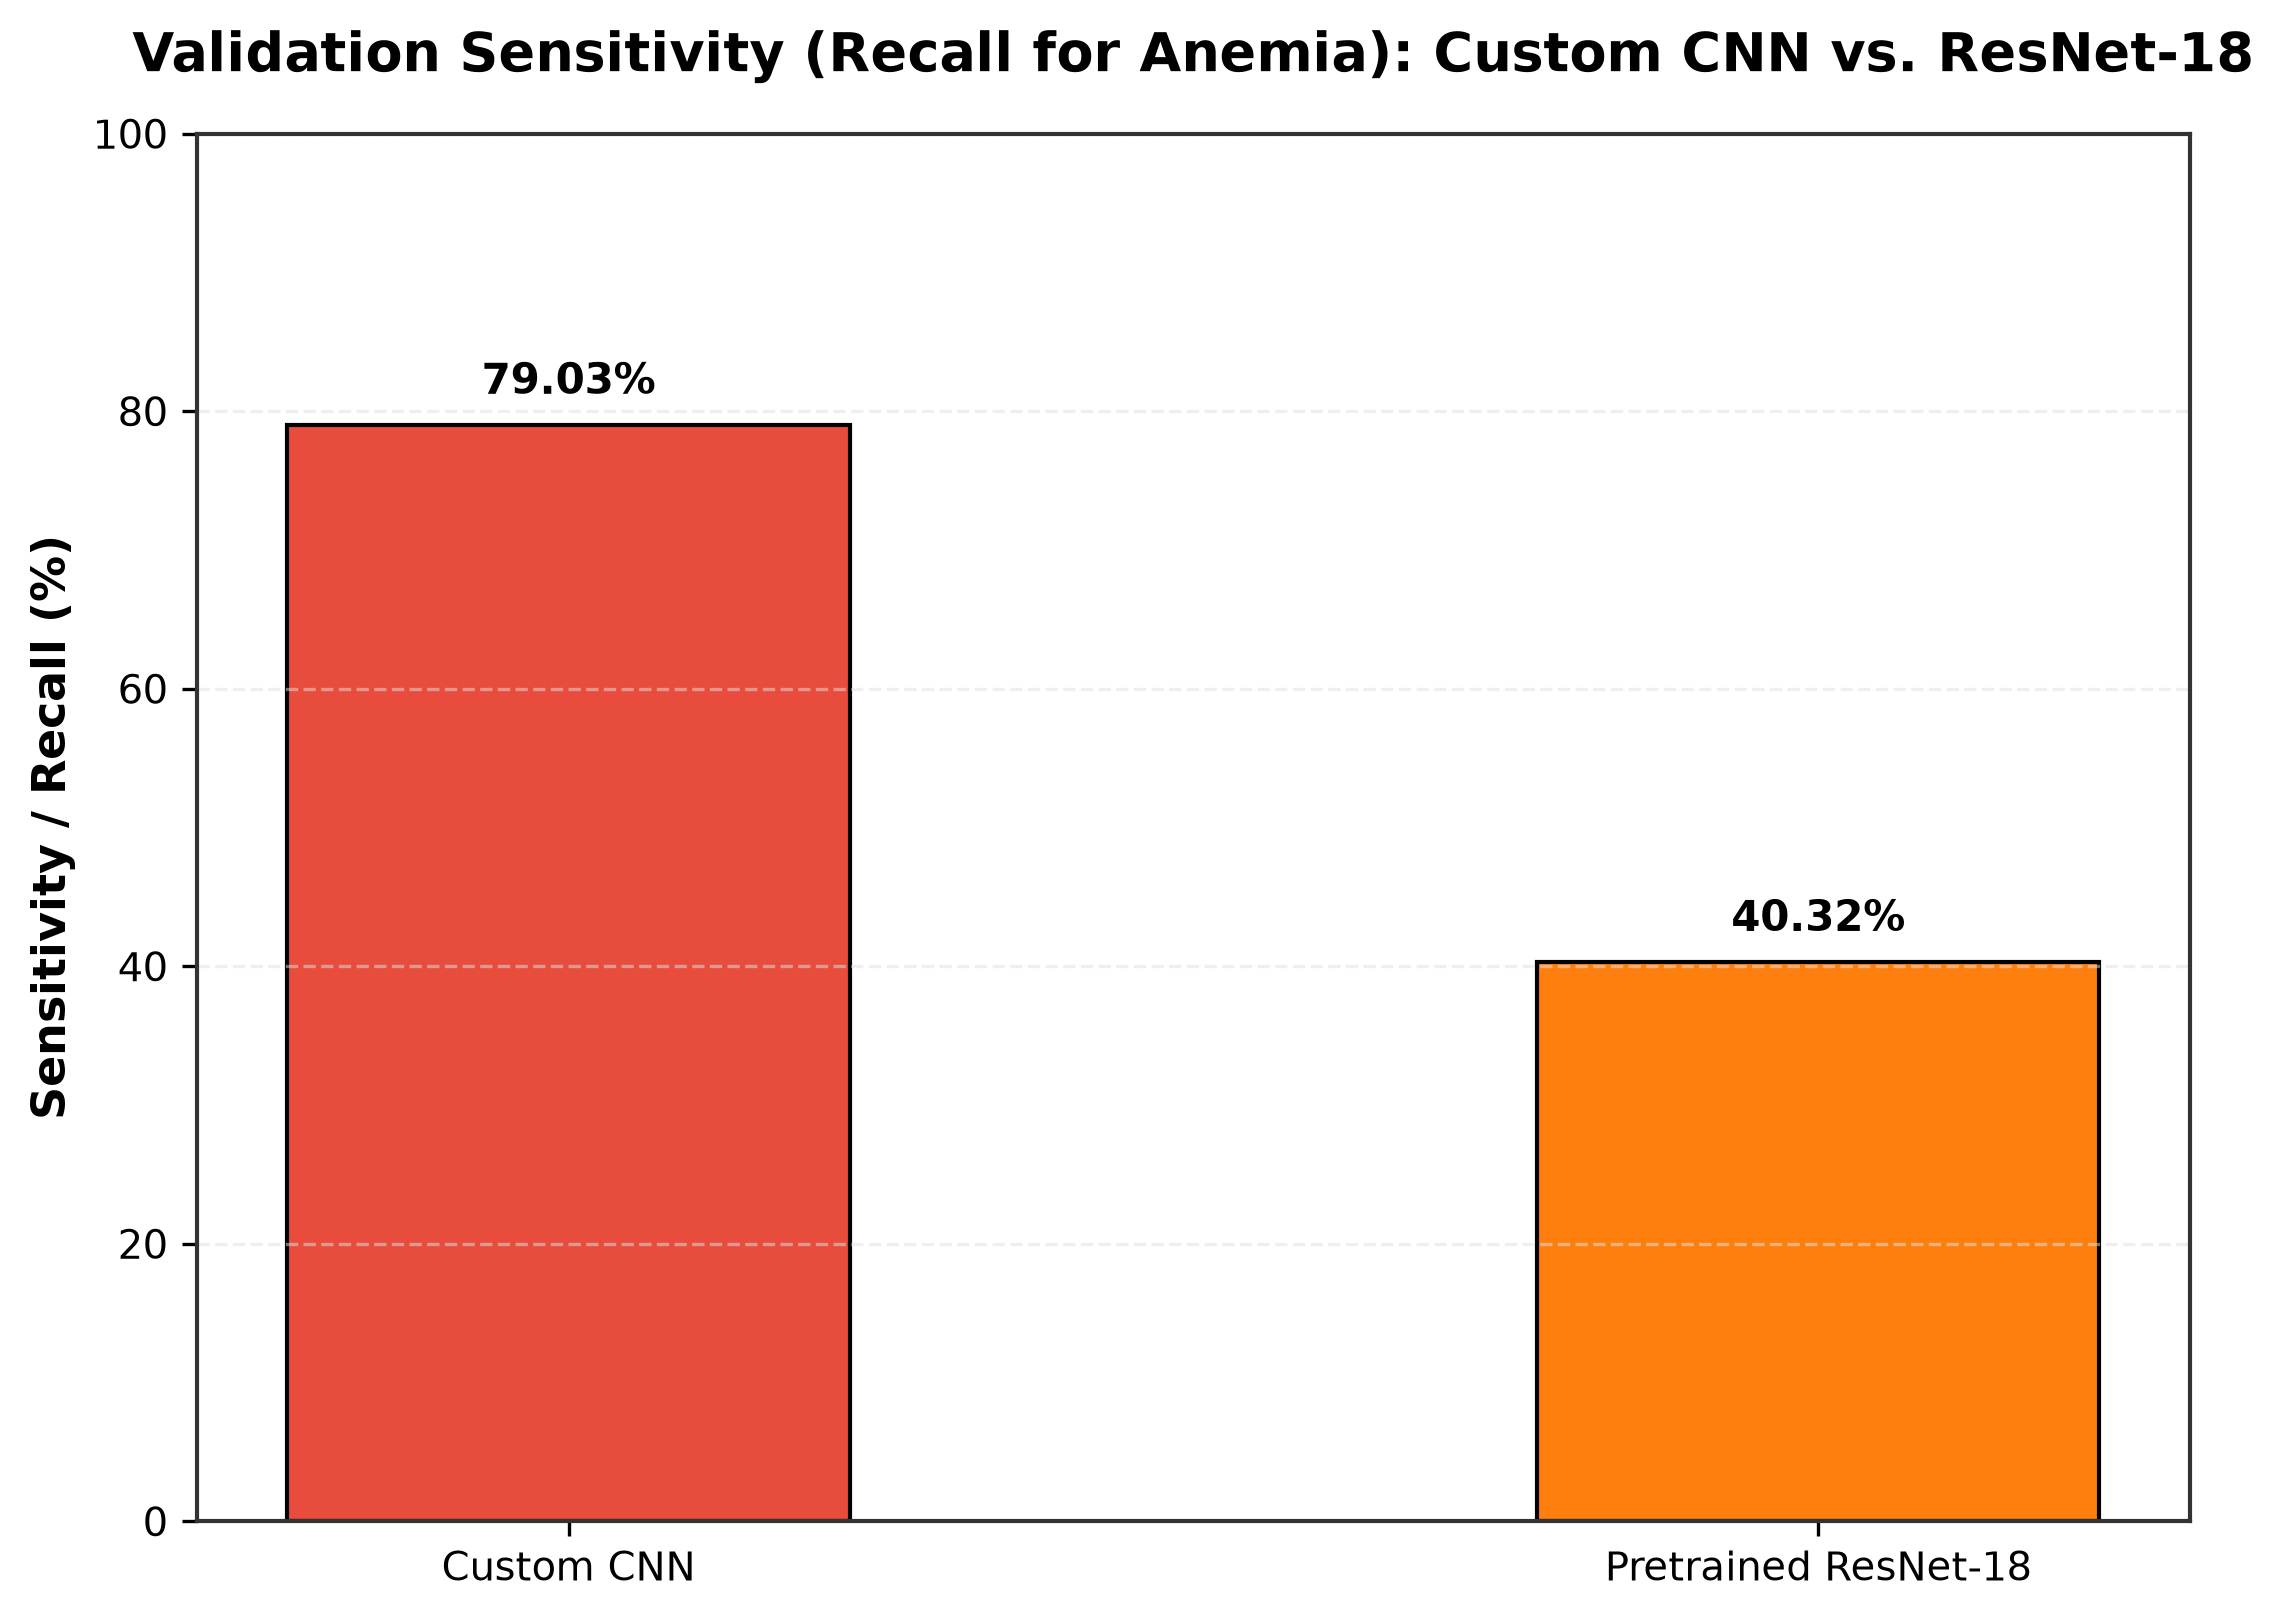 Validation Sensitivity (Recall for Anemia): Custom CNN vs. ResNet-18
Sensitivity / Recall (%)
100
80
60
40
20
0
79.03%
40.32%
Custom CNN
Pretrained ResNet-18